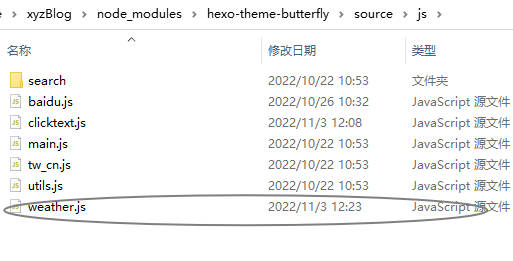 xyzBlog > node_modules > hexo-theme-butterfly > source > js >
名称 修改日期 类型
search 2022/10/22 10:53 文件夹
baidu.js 2022/10/26 10:32 JavaScript 源文件
clicktext.js 2022/11/3 12:08 JavaScript 源文件
main.js 2022/10/22 10:53 JavaScript 源文件
tw_cn.js 2022/10/22 10:53 JavaScript 源文件
utils.js 2022/10/22 10:53 JavaScript 源文件
weather.js 2022/11/3 12:23 JavaScript 源文件